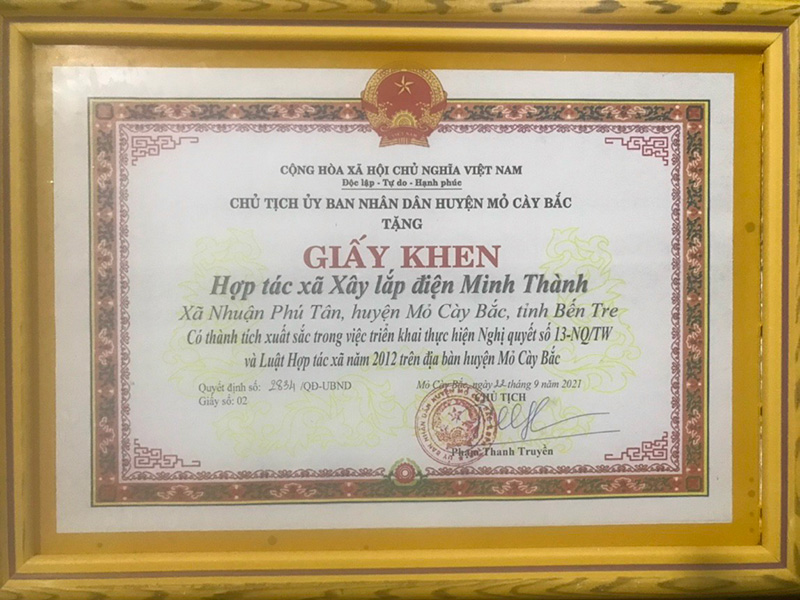 CỘNG HÒA XÃ HỘI CHỦ NGHĨA VIỆT NAM
Độc lập - Tự do - Hạnh phúc
CHỦ TỊCH ỦY BAN NHÂN DÂN HUYỆN MỎ CÀY BẮC
TẶNG
GIẤY KHEN
Hợp tác xã Xây lắp điện Minh Thành
Xã Nhuận Phú Tân, huyện Mỏ Cày Bắc, tỉnh Bến Tre
Có thành tích xuất sắc trong việc triển khai thực hiện Nghị quyết số 13-NQ/TW
và Luật Hợp tác xã năm 2012 trên địa bàn huyện Mỏ Cày Bắc
Quyết định số: 2834 /QĐ-UBND
Giấy số: 02
Mỏ Cày Bắc, ngày 22 tháng 9 năm 2021
CHỦ TỊCH
Phạm Thanh Truyền